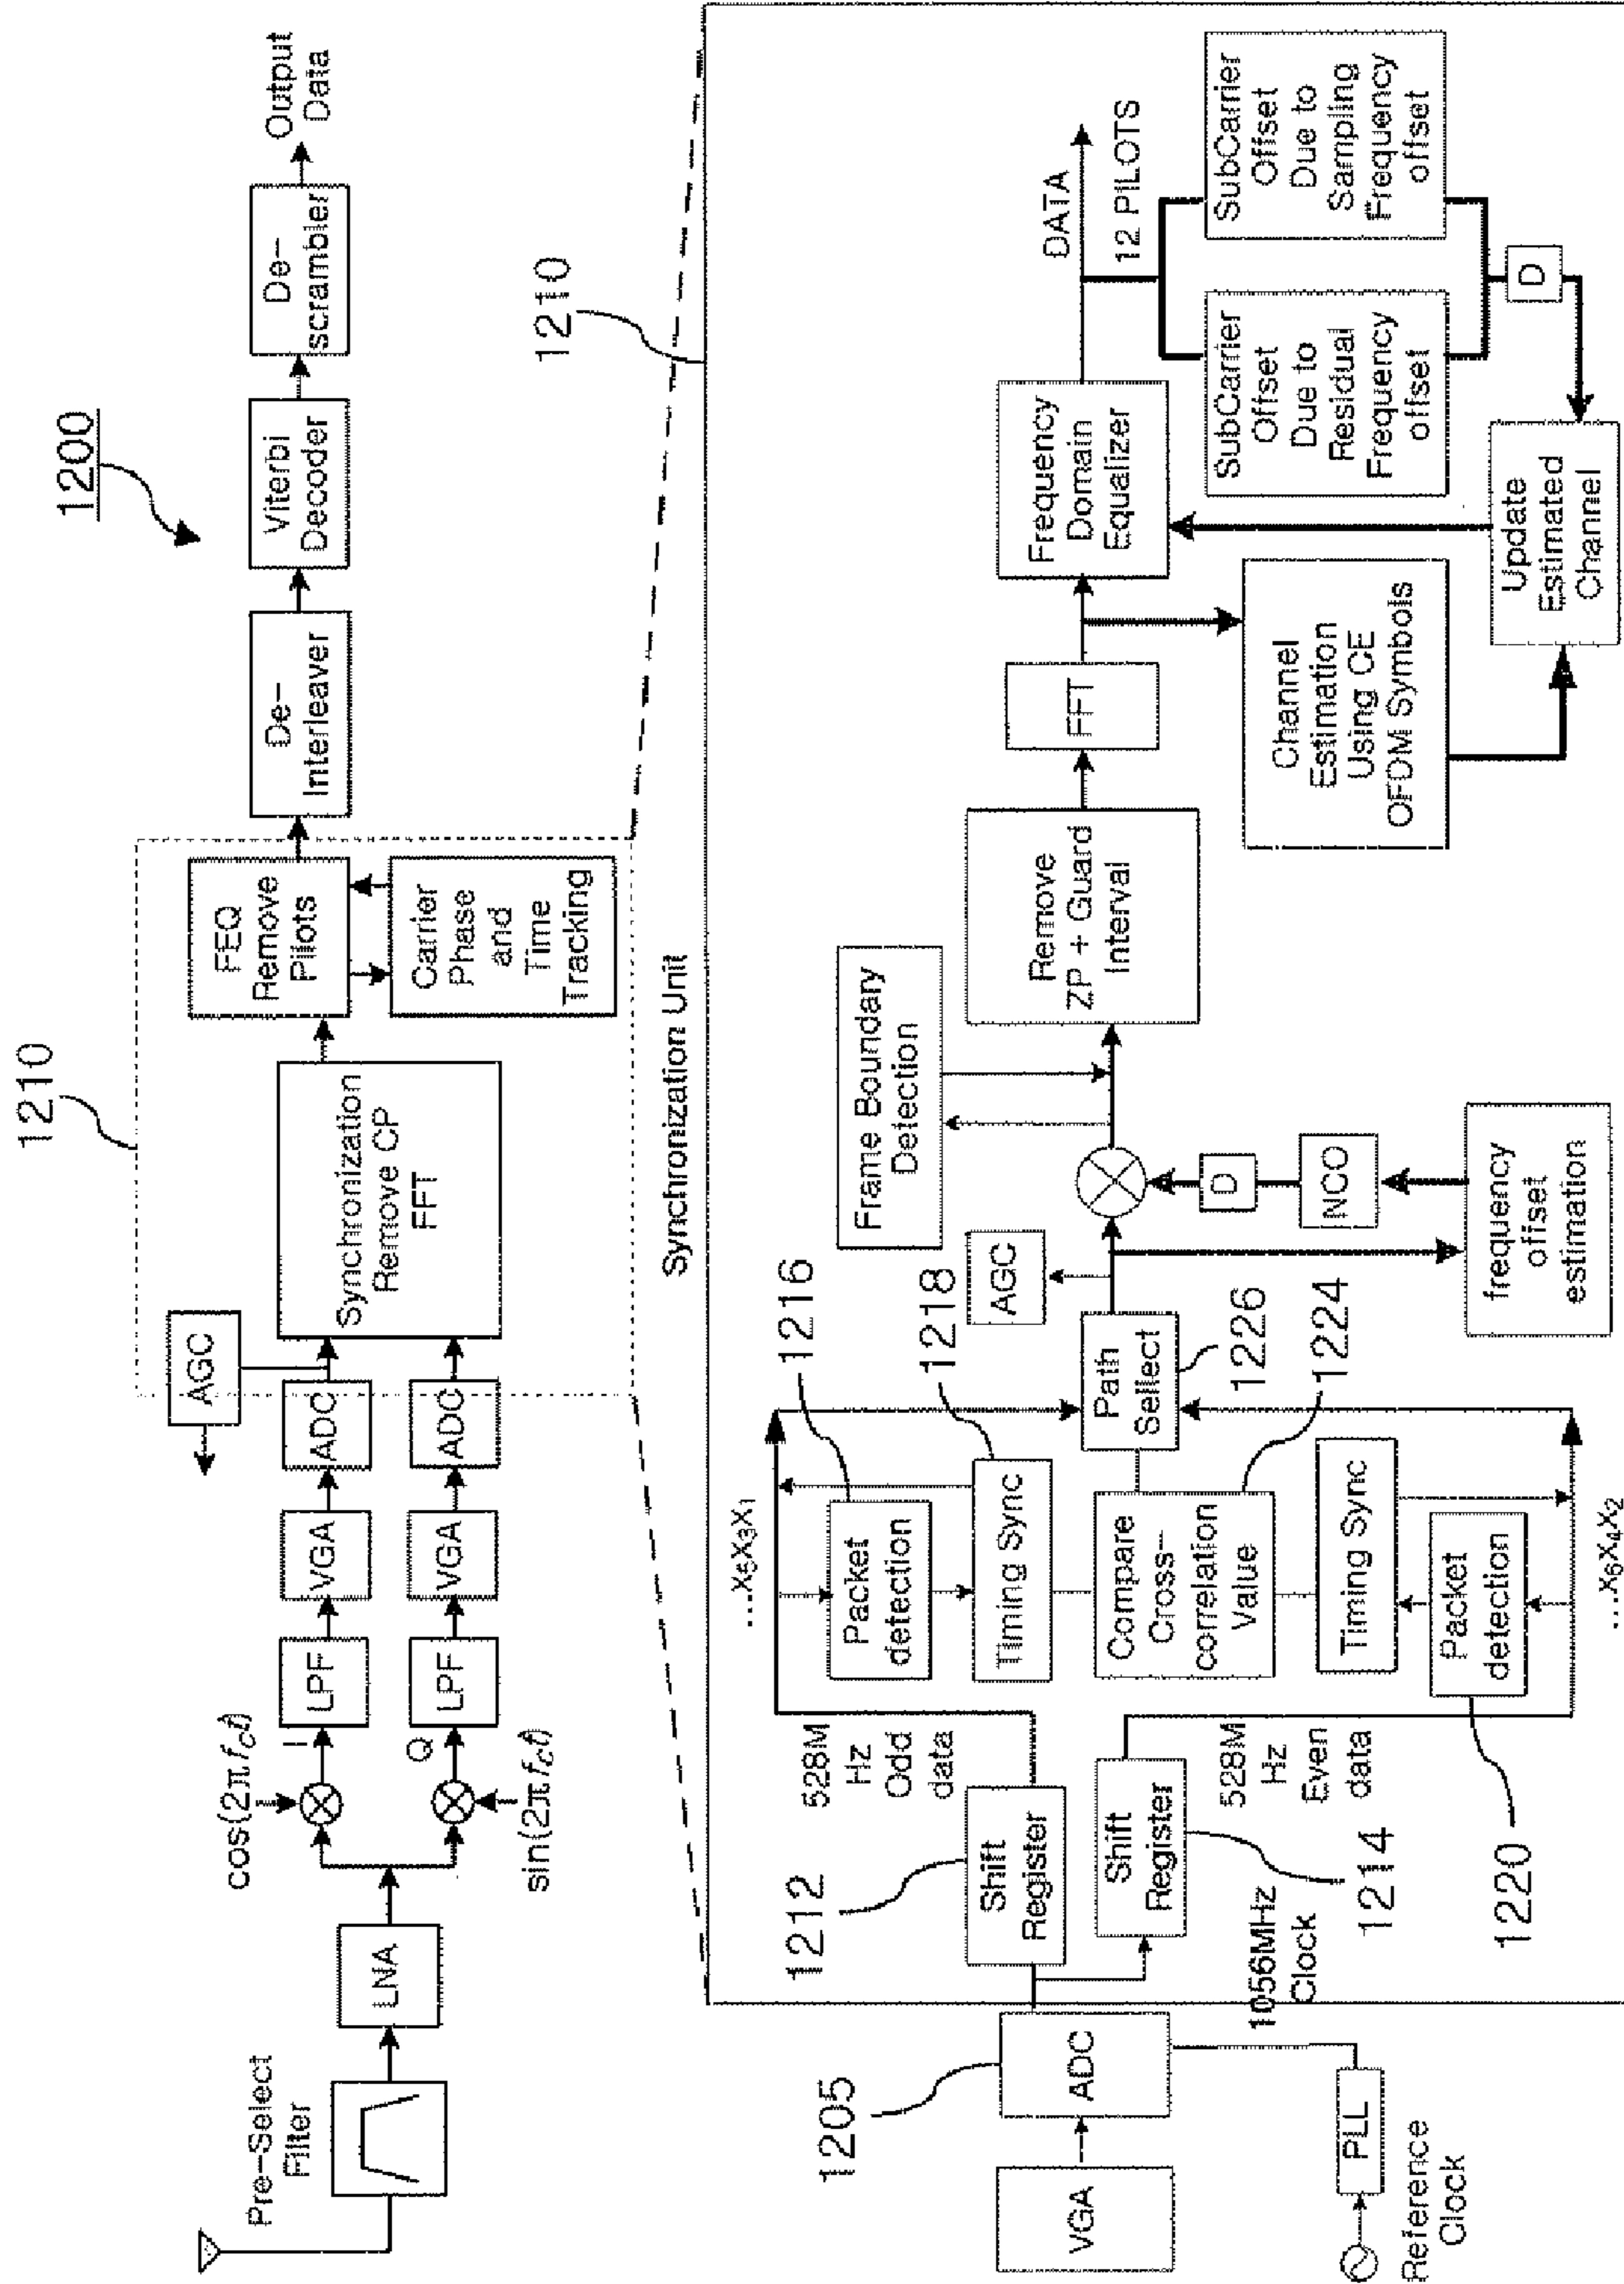 1200
1210
Pre-Select
Filter
LNA
cos(2πf_ct)
sin(2πf_ct)
I
Q
LPF
LPF
VGA
VGA
ADC
ADC
AGC
Synchronization
Remove CP
FFT
FEQ
Remove
Pilots
Carrier
Phase
and
Time
Tracking
De-
Interleaver
Viterbi
Decoder
De-
scrambler
Output
Data
Synchronization Unit
1210
1205
VGA
ADC
PLL
Reference
Clock
1056MHz
Clock
1212
Shift
Register
Shift
Register
1214
528M
Hz
Odd
data
528M
Hz
Even
data
...x₅x₃x₁
Packet
detection
1216
Timing Sync
1218
Compare
Cross-
correlation
Value
1224
Timing Sync
Packet
detection
1220
...x₆x₄x₂
Path
Sellect
1226
AGC
D
NCO
frequency
offset
estimation
Frame Boundary
Detection
Remove
ZP + Guard
Interval
FFT
Channel
Estimation
Using CE
OFDM Symbols
Frequency
Domain
Equalizer
Update
Estimated
Channel
DATA
12 PILOTS
SubCarrier
Offset
Due to
Residual
Frequency
offset
SubCarrier
Offset
Due to
Sampling
Frequency
offset
D